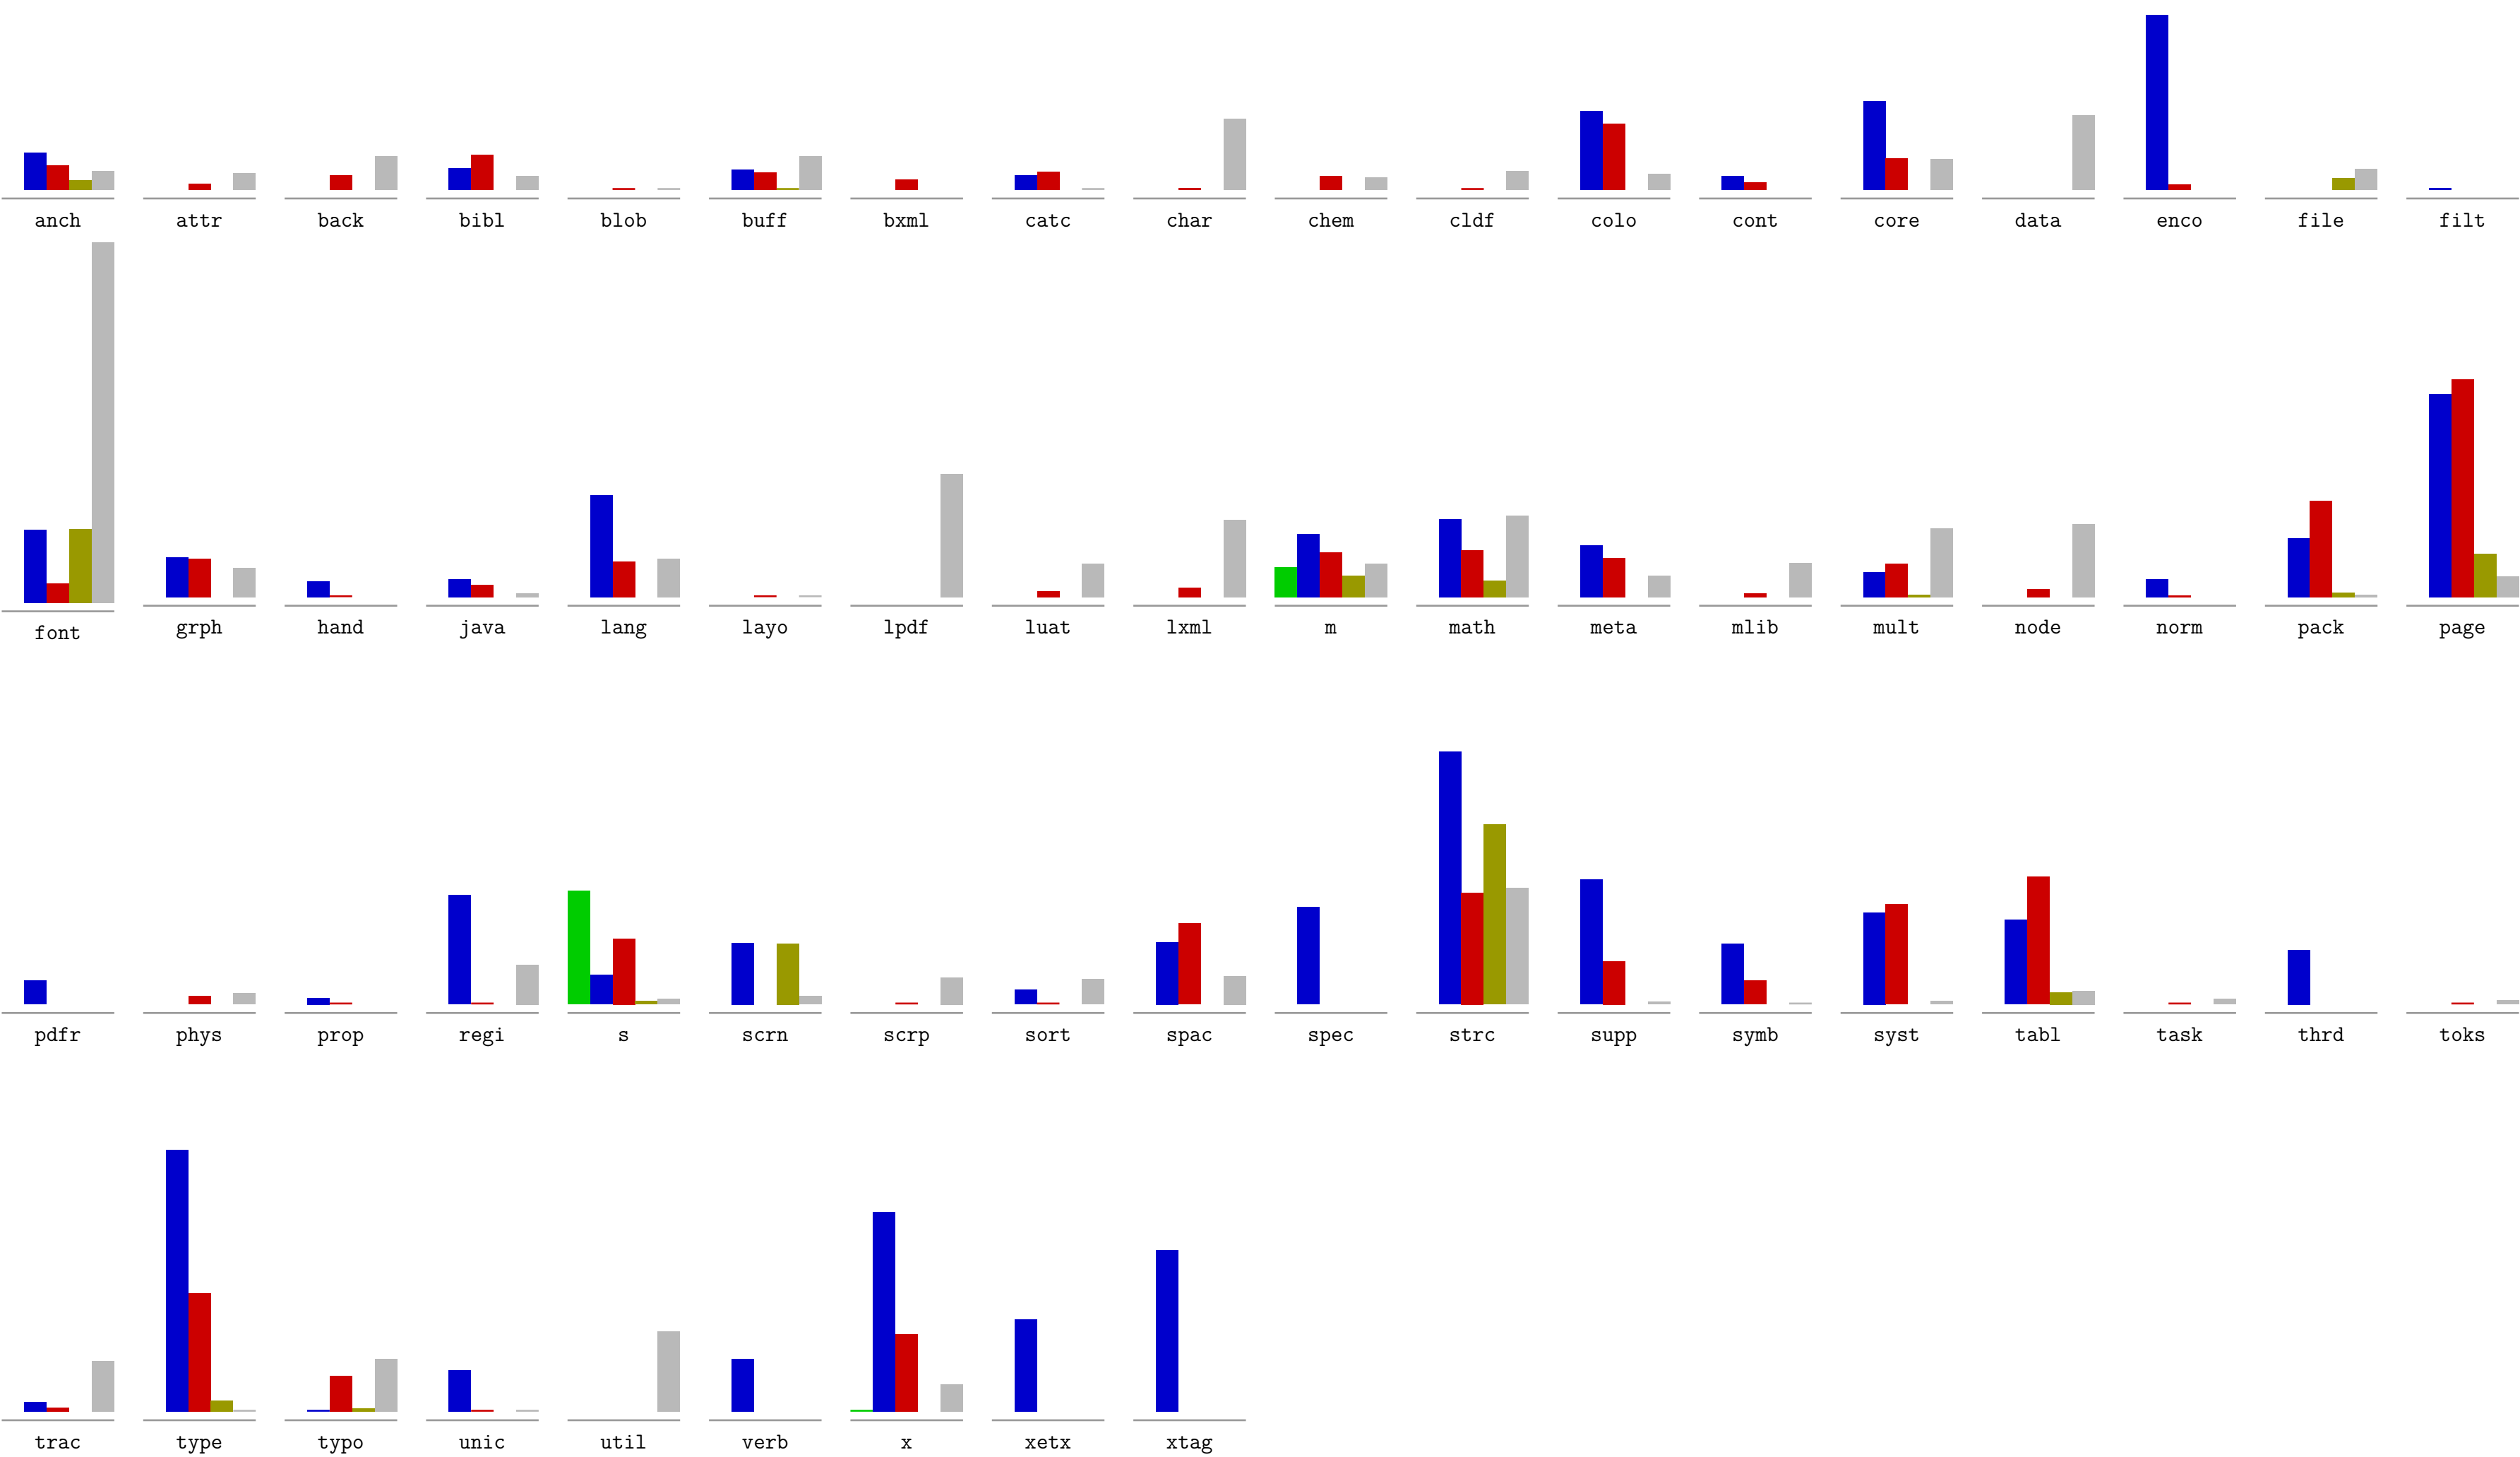 anch attr back bibl blob buff bxml catc char chem cldf colo cont core data enco file filt
font grph hand java lang layo lpdf luat lxml m math meta mlib mult node norm pack page
pdfr phys prop regi s scrn scrp sort spac spec strc supp symb syst tabl task thrd toks
trac type typo unic util verb x xetx xtag